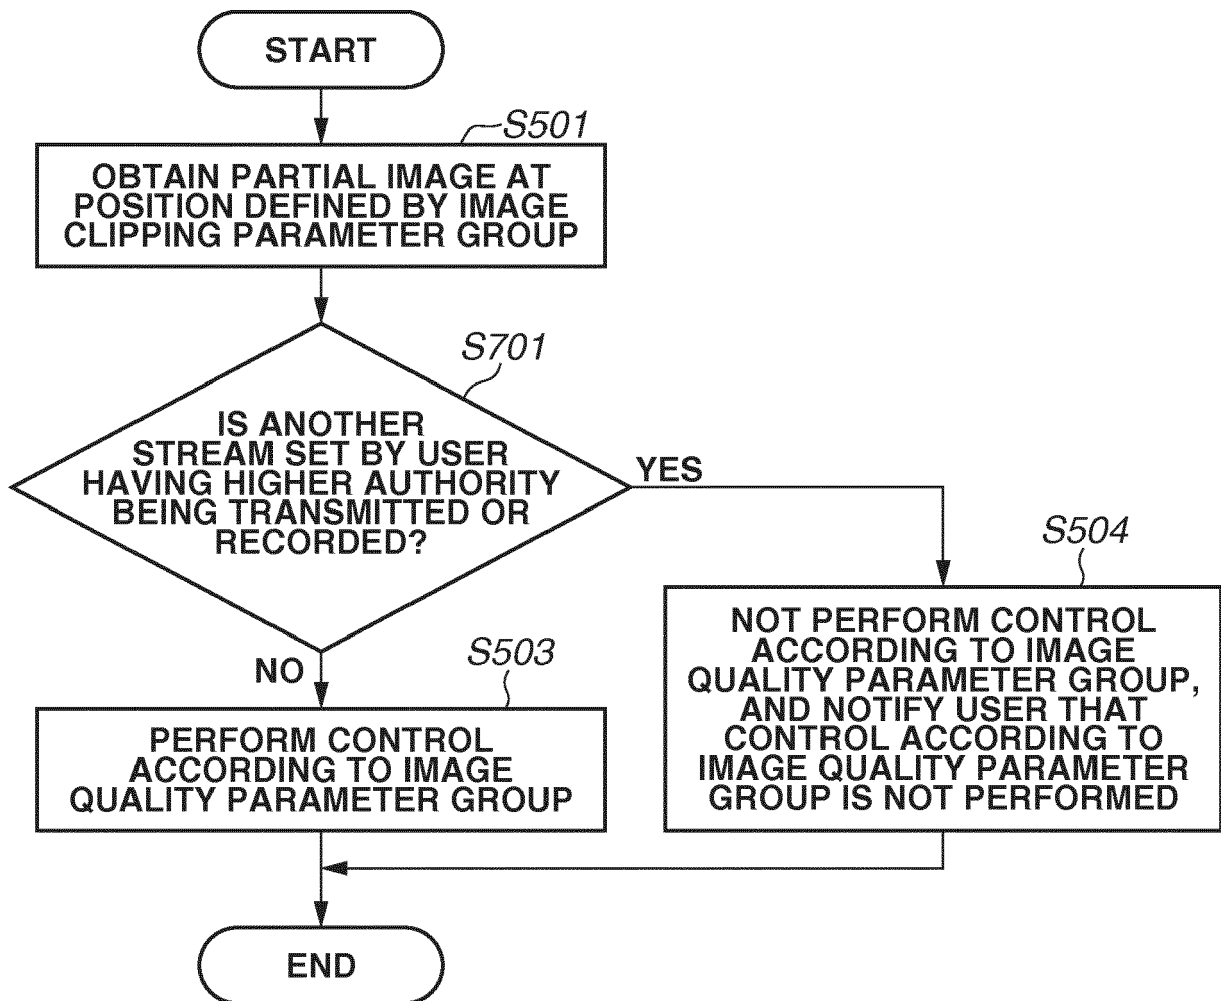 START
S501
OBTAIN PARTIAL IMAGE AT
POSITION DEFINED BY IMAGE
CLIPPING PARAMETER GROUP
S701
IS ANOTHER
STREAM SET BY USER
HAVING HIGHER AUTHORITY
BEING TRANSMITTED OR
RECORDED?
YES
NO
S503
PERFORM CONTROL
ACCORDING TO IMAGE
QUALITY PARAMETER GROUP
S504
NOT PERFORM CONTROL
ACCORDING TO IMAGE
QUALITY PARAMETER GROUP,
AND NOTIFY USER THAT
CONTROL ACCORDING TO
IMAGE QUALITY PARAMETER
GROUP IS NOT PERFORMED
END